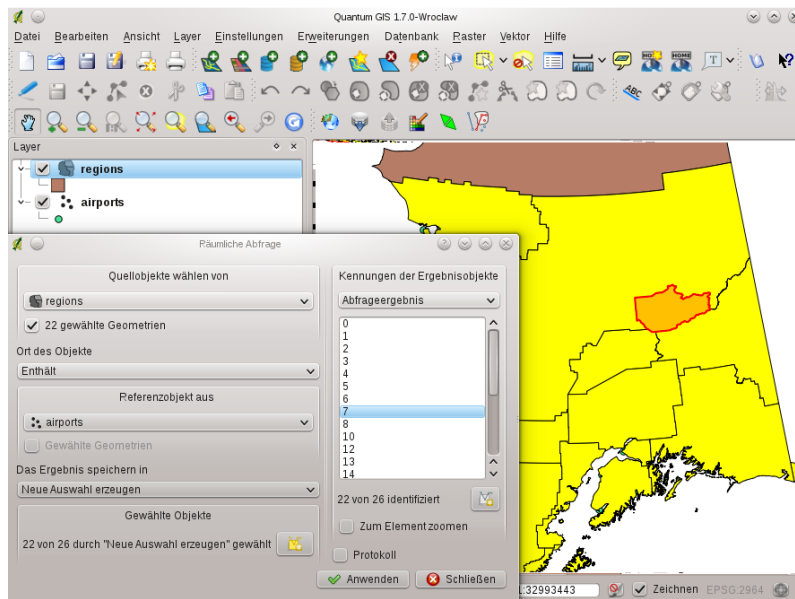 Quantum GIS 1.7.0-Wroclaw
Datei Bearbeiten Ansicht Layer Einstellungen Erweiterungen Datenbank Raster Vektor Hilfe
Layer
regions
airports
Räumliche Abfrage
Quellobjekte wählen von
regions
22 gewählte Geometrien
Ort des Objekte
Enthält
Referenzobjekt aus
airports
Gewählte Geometrien
Das Ergebnis speichern in
Neue Auswahl erzeugen
Gewählte Objekte
22 von 26 durch "Neue Auswahl erzeugen" gewählt
Kennungen der Ergebnisobjekte
Abfrageergebnis
0
1
2
3
4
5
6
7
8
10
12
13
14
22 von 26 identifiziert
Zum Element zoomen
Protokoll
Anwenden Schließen
1:32993443 Zeichnen EPSG:2964